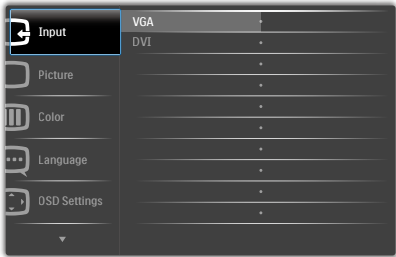 Input
VGA
DVI
Picture
Color
Language
OSD Settings